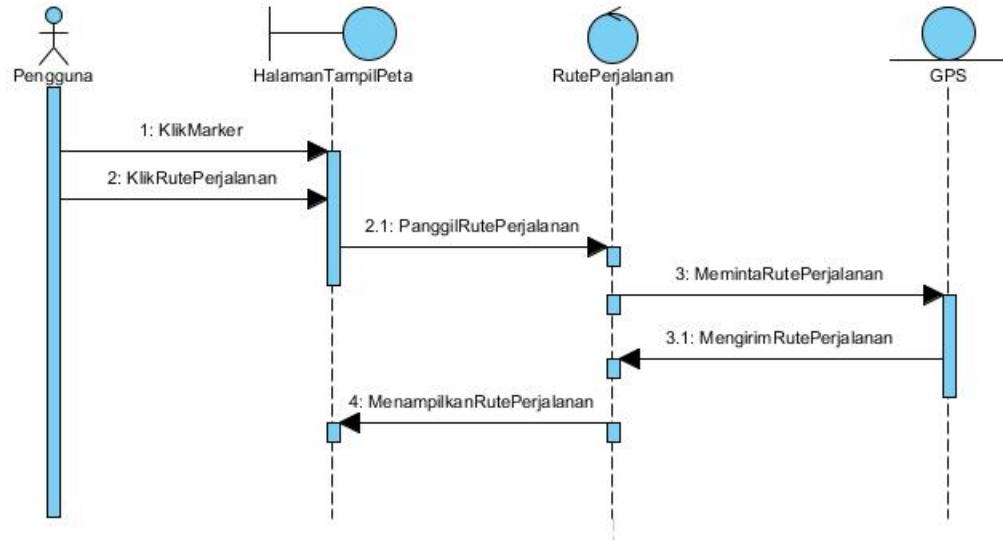 Pengguna
HalamanTampilPeta
RutePerjalanan
GPS
1: KlikMarker
2: KlikRutePerjalanan
2.1: PanggilRutePerjalanan
3: MemintaRutePerjalanan
3.1: MengirimRutePerjalanan
4: MenampilkanRutePerjalanan